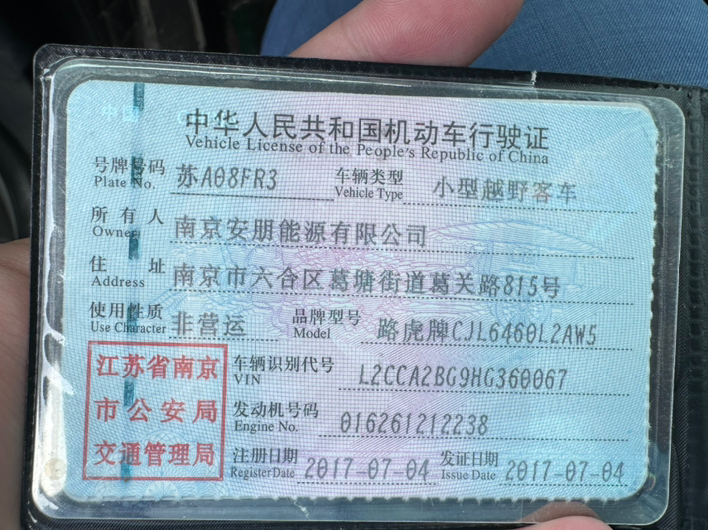 中华人民共和国机动车行驶证
Vehicle License of the People's Republic of China
号牌号码 Plate No. 苏A08FR3 车辆类型 Vehicle Type 小型越野客车
所有人 Owner 南京安朋能源有限公司
住址 Address 南京市六合区葛塘街道葛关路815号
使用性质 Use Character 非营运 品牌型号 Model 路虎牌CJL6460L2AW5
江苏省南京
市公安局
交通管理局
车辆识别代号 VIN L2CCA2BG9HG360067
发动机号码 Engine No. 016261212238
注册日期 Register Date 2017-07-04 发证日期 Issue Date 2017-07-04